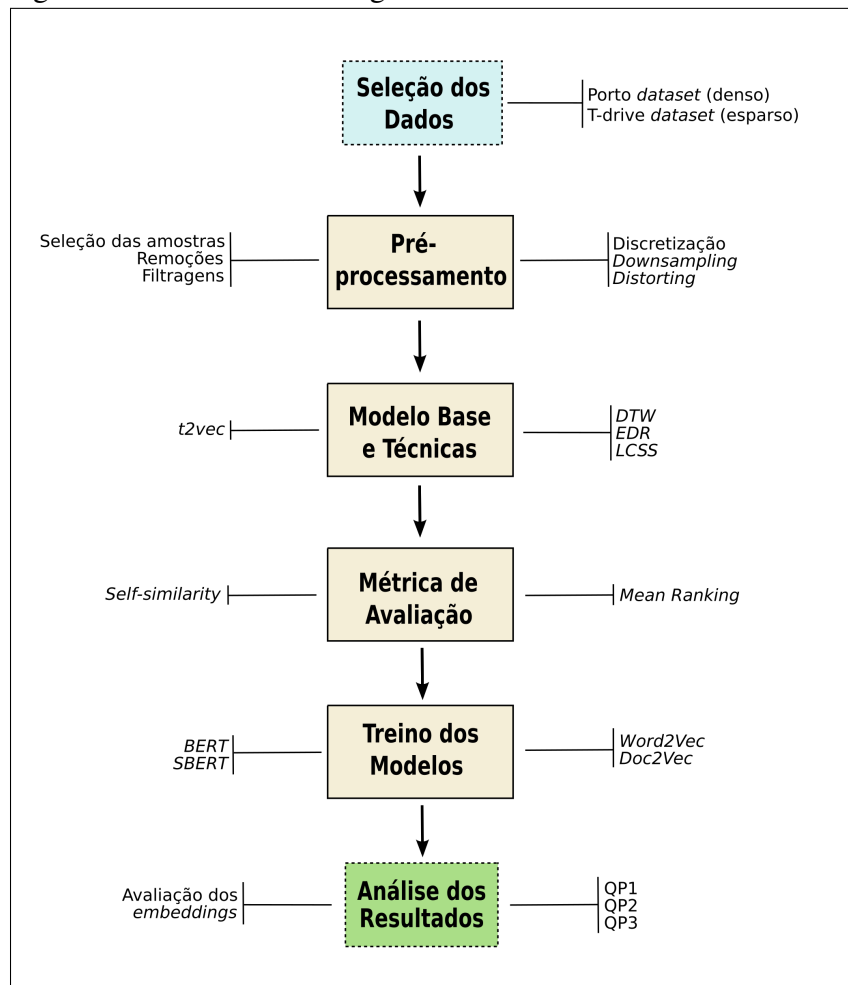 Seleção dos
Dados
Porto dataset (denso)
T-drive dataset (esparso)
Seleção das amostras
Remoções
Filtragens
Pré-
processamento
Discretização
Downsampling
Distorting
t2vec
Modelo Base
e Técnicas
DTW
EDR
LCSS
Self-similarity
Métrica de
Avaliação
Mean Ranking
BERT
SBERT
Treino dos
Modelos
Word2Vec
Doc2Vec
Avaliação dos
embeddings
Análise dos
Resultados
QP1
QP2
QP3